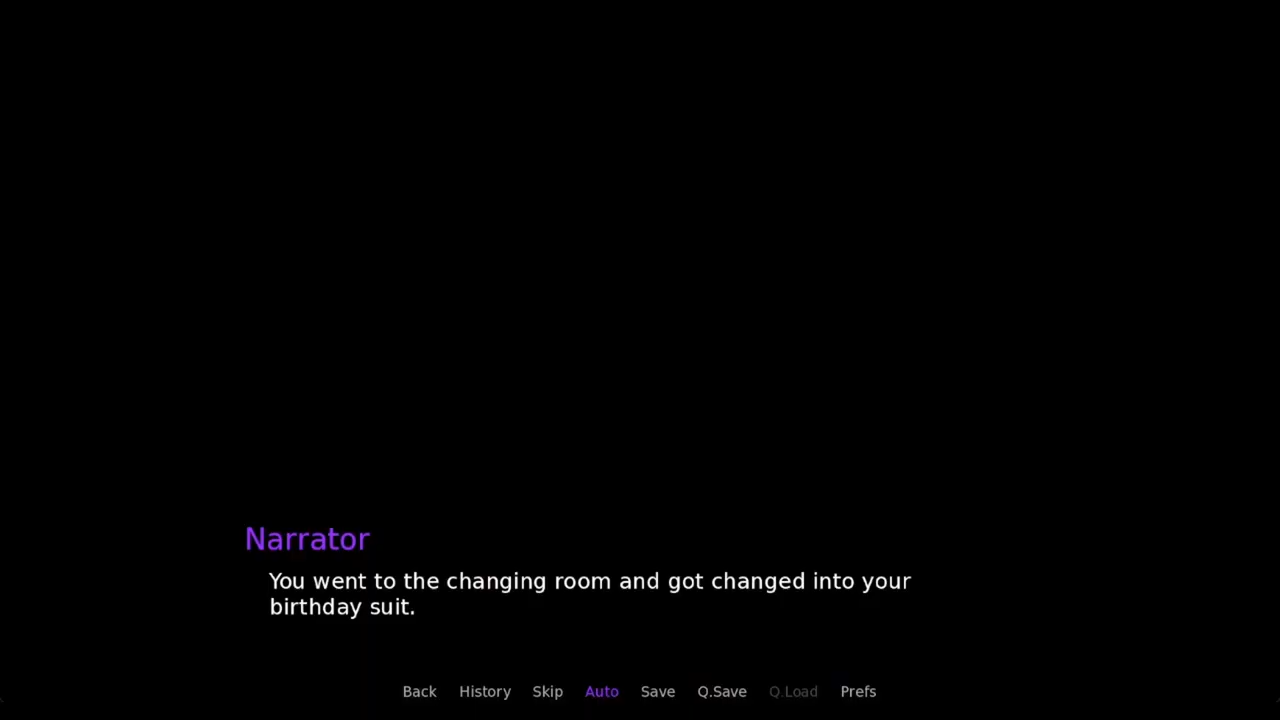 Narrator
You went to the changing room and got changed into your
birthday suit.
Back History Skip Auto Save Q.Save Q.Load Prefs